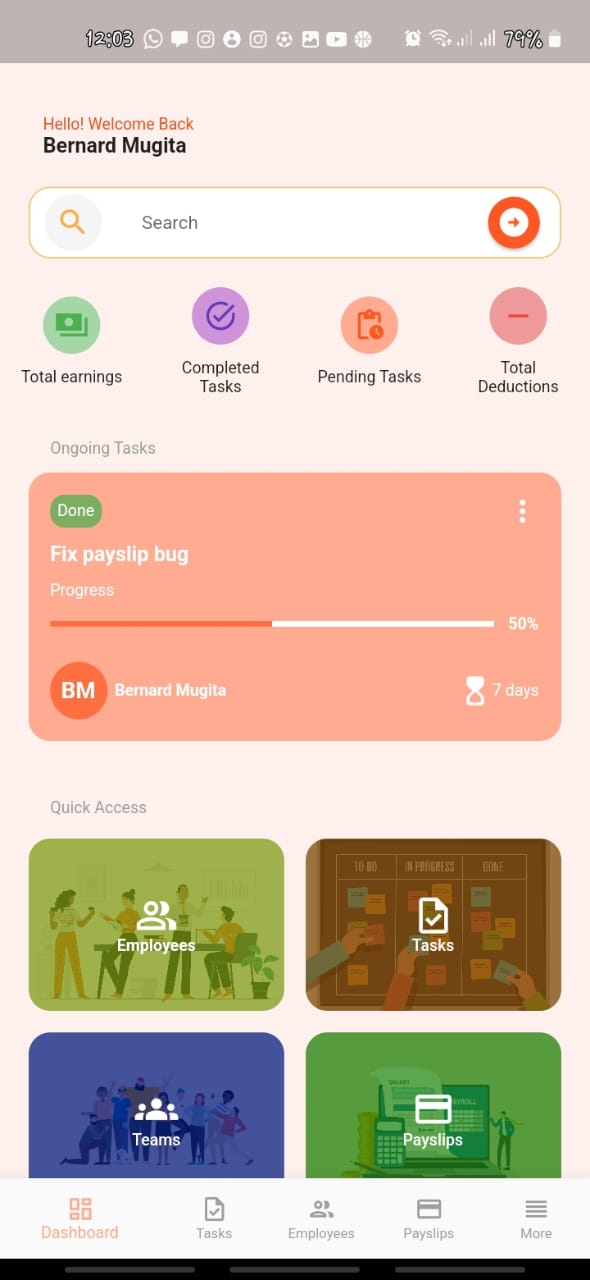 12:03 79%
Hello! Welcome Back
Bernard Mugita
Search
Total earnings
Completed
Tasks
Pending Tasks
Total
Deductions
Ongoing Tasks
Done
Fix payslip bug
Progress
50%
BM Bernard Mugita 7 days
Quick Access
TO DO IN PROGRESS DONE
Employees
Tasks
SALARY
PAYROLL
Teams
Payslips
Dashboard
Tasks
Employees
Payslips
More